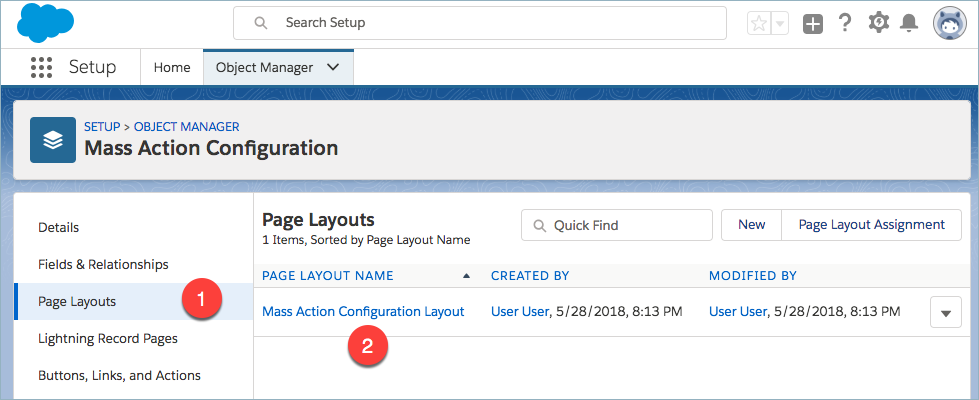 Search Setup
?
Setup Home Object Manager
SETUP > OBJECT MANAGER
Mass Action Configuration
Details
Fields & Relationships
Page Layouts 1
Lightning Record Pages
Buttons, Links, and Actions
Page Layouts
1 Items, Sorted by Page Layout Name
Quick Find New Page Layout Assignment
PAGE LAYOUT NAME CREATED BY MODIFIED BY
Mass Action Configuration Layout User User, 5/28/2018, 8:13 PM User User, 5/28/2018, 8:13 PM
2